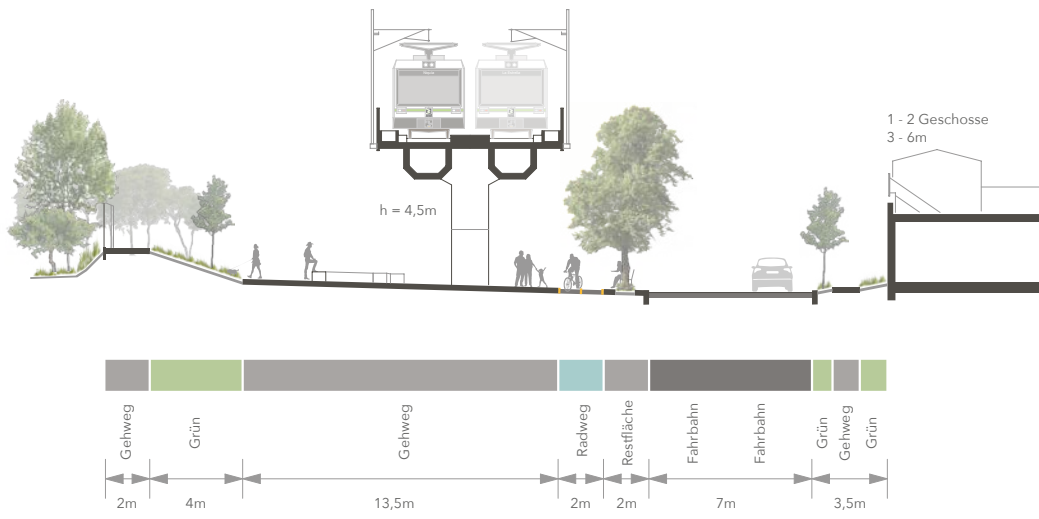 1 - 2 Geschosse
3 - 6m
h = 4,5m
Gehweg
Grün
Gehweg
Radweg
Restfläche
Fahrbahn
Fahrbahn
Grün
Gehweg
Grün
2m
4m
13,5m
2m
2m
7m
3,5m